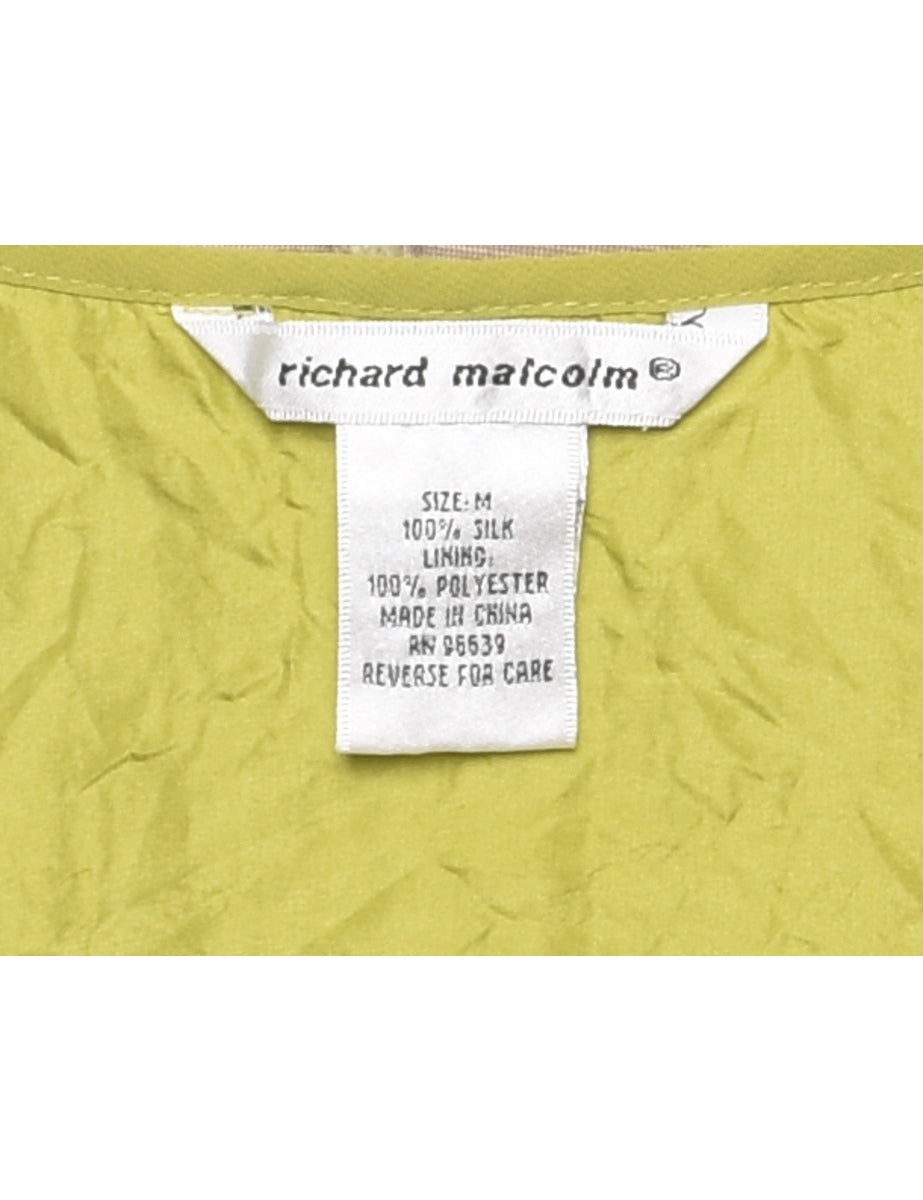 richard malcolm®
SIZE: M
100% SILK
LINING:
100% POLYESTER
MADE IN CHINA
RN 96639
REVERSE FOR CARE